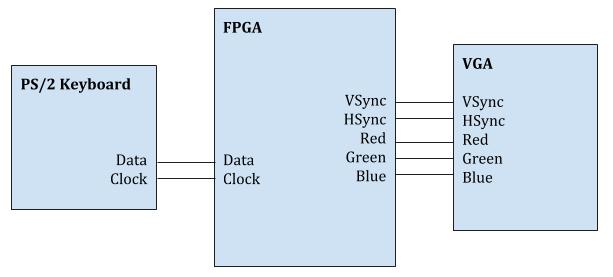 PS/2 Keyboard
Data
Clock
FPGA
Data
Clock
VSync
HSync
Red
Green
Blue
VGA
VSync
HSync
Red
Green
Blue